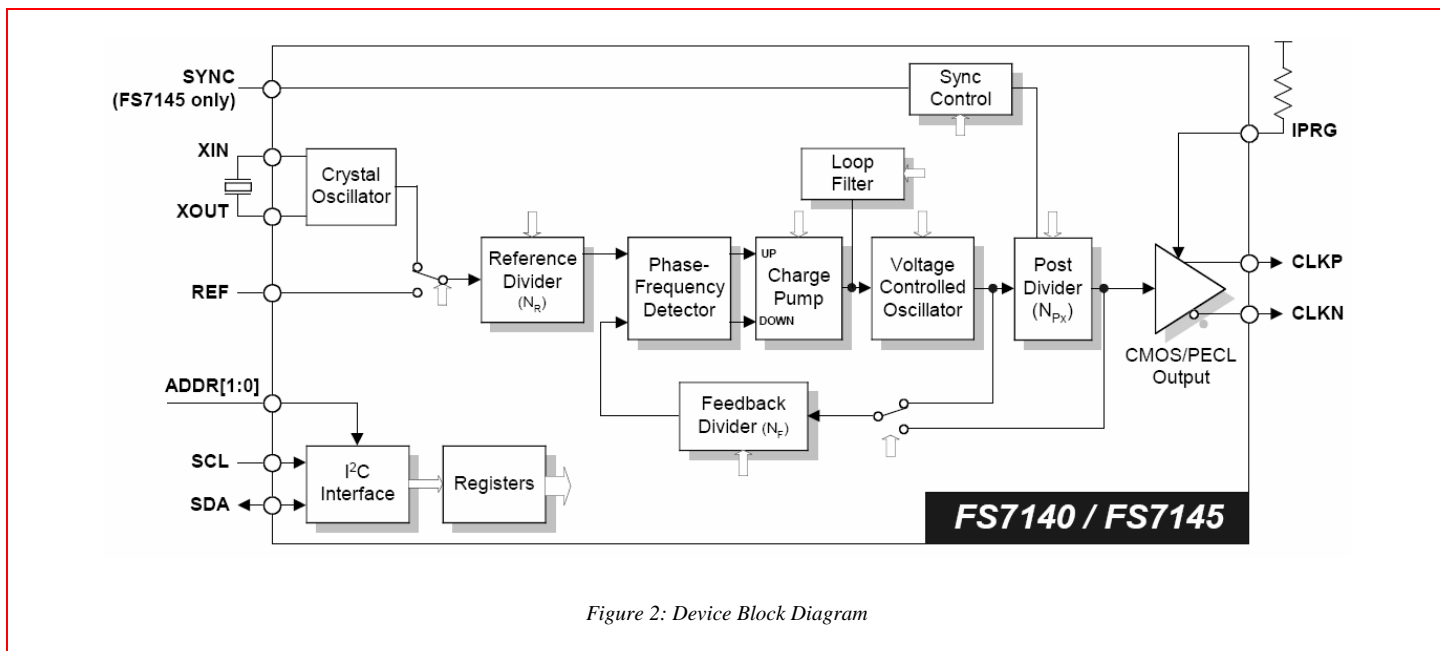 SYNC
(FS7145 only)
Sync
Control
IPRG
XIN
XOUT
Crystal
Oscillator
Loop
Filter
REF
Reference
Divider
(NR)
Phase-
Frequency
Detector
UP
Charge
Pump
DOWN
Voltage
Controlled
Oscillator
Post
Divider
(NPx)
CLKP
CLKN
CMOS/PECL
Output
ADDR[1:0]
Feedback
Divider (NF)
SCL
SDA
I2C
Interface
Registers
FS7140 / FS7145
Figure 2: Device Block Diagram